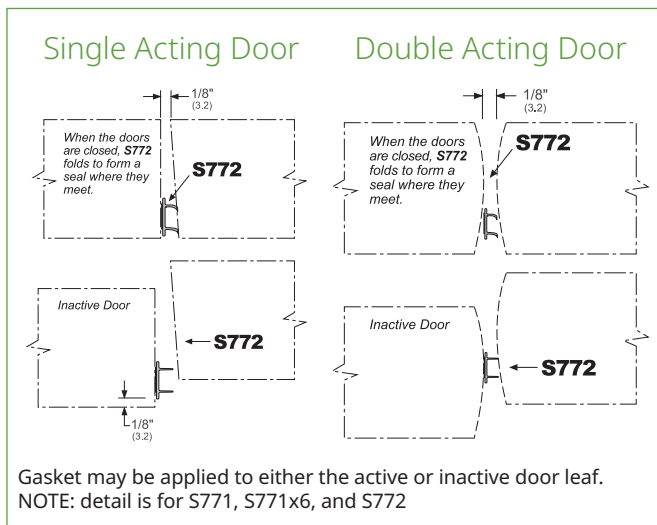 Single Acting Door
1/8"
(3.2)
When the doors
are closed, S772
folds to form a
seal where they
meet.
S772
Inactive Door
S772
1/8"
(3.2)
Double Acting Door
1/8"
(3.2)
When the doors
are closed, S772
folds to form a
seal where they
meet.
S772
Inactive Door
S772
Gasket may be applied to either the active or inactive door leaf.
NOTE: detail is for S771, S771x6, and S772